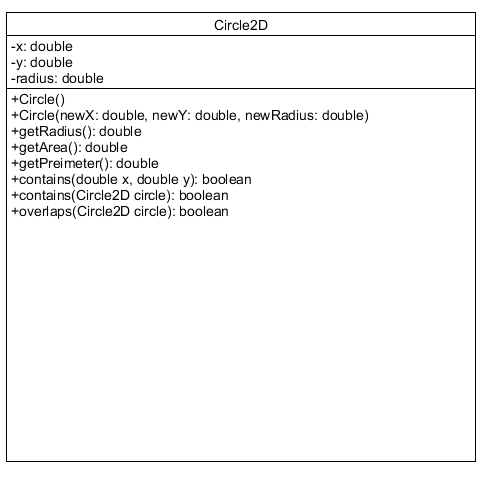 Circle2D
-x: double
-y: double
-radius: double
+Circle()
+Circle(newX: double, newY: double, newRadius: double)
+getRadius(): double
+getArea(): double
+getPreimeter(): double
+contains(double x, double y): boolean
+contains(Circle2D circle): boolean
+overlaps(Circle2D circle): boolean